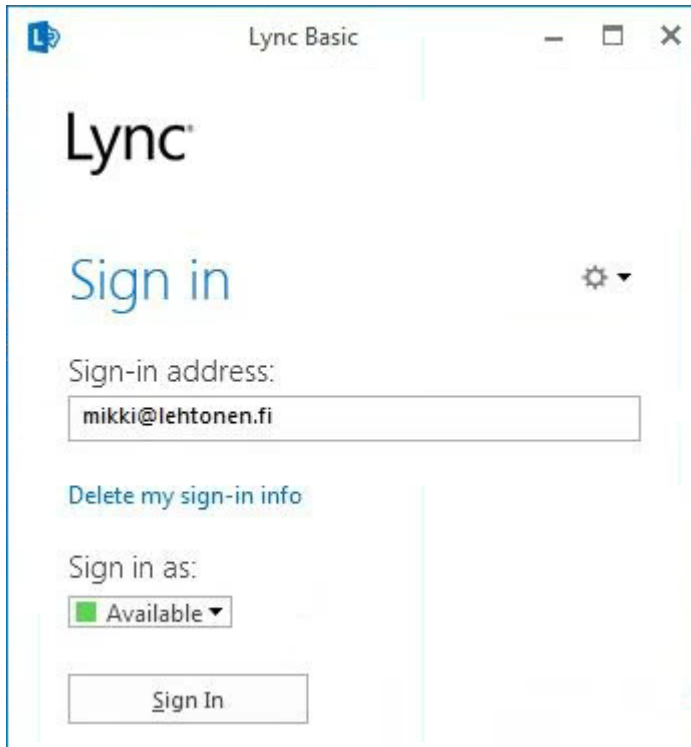 Lync Basic
Lync
Sign in
Sign-in address:
mikki@lehtonen.fi
Delete my sign-in info
Sign in as:
Available
Sign In